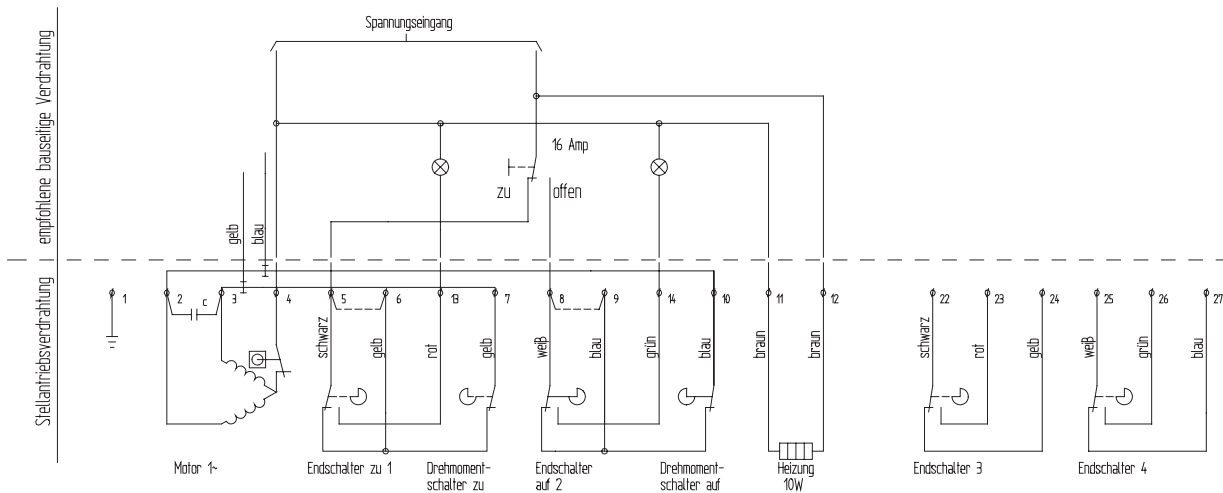 Spannungseingang
empfohlene bauseitige Verdrahtung
16 Amp
zu offen
gelb
blau
Stellantriebsverdrahtung
1 2 c 3 4 5 6 13 7 8 9 14 10 11 12 22 23 24 25 26 27
schwarz gelb rot gelb weiß blau grün blau braun braun schwarz rot gelb weiß grün blau
Motor 1~
Endschalter zu 1
Drehmoment-
schalter zu
Endschalter
auf 2
Drehmoment-
schalter auf
Heizung
10W
Endschalter 3
Endschalter 4